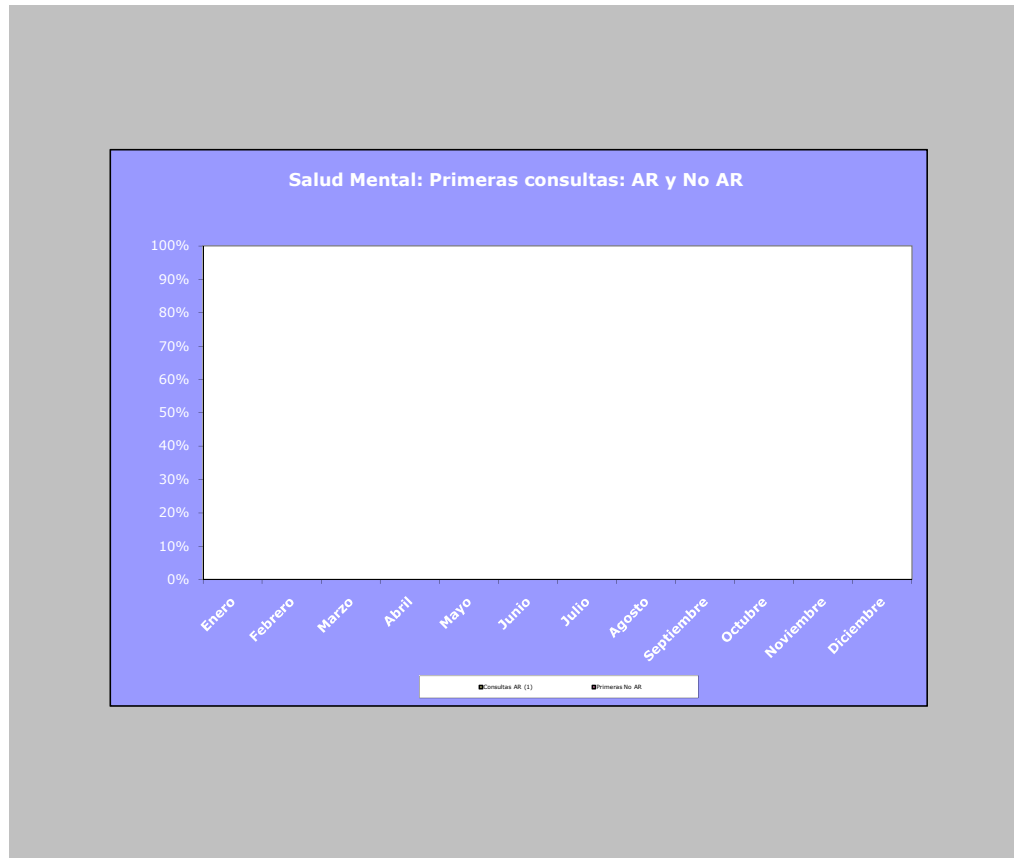 Salud Mental: Primeras consultas: AR y No AR
100%
90%
80%
70%
60%
50%
40%
30%
20%
10%
0%
Enero
Febrero
Marzo
Abril
Mayo
Junio
Julio
Agosto
Septiembre
Octubre
Noviembre
Diciembre
Consultas AR (1) Primeras No AR